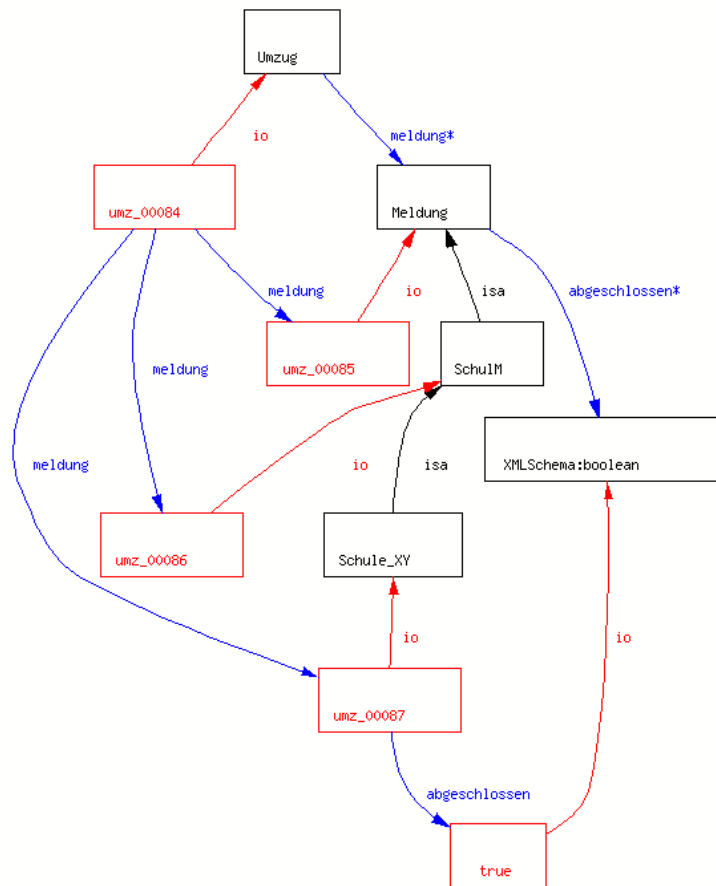 Umzug
io
meldung*
umz_00084
Meldung
meldung
io
isa
abgeschlossen*
umz_00085
SchulM
meldung
meldung
io
isa
XMLSchema:boolean
umz_00086
Schule_XY
io
io
umz_00087
abgeschlossen
true